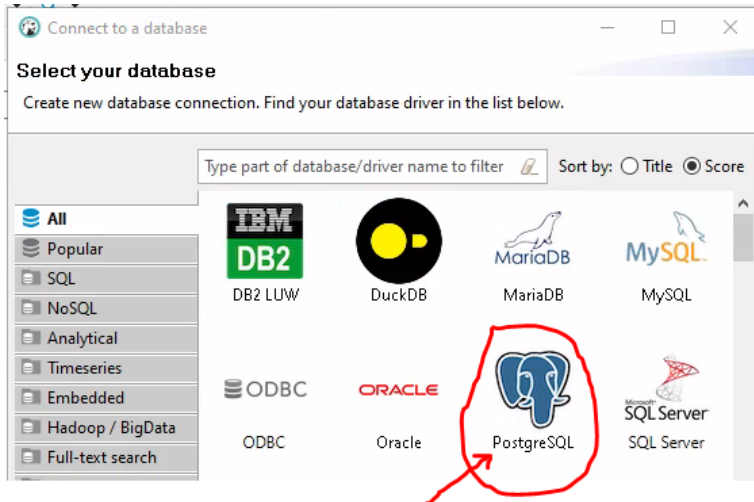 Connect to a database
Select your database
Create new database connection. Find your database driver in the list below.
Type part of database/driver name to filter
Sort by: Title Score
All
Popular
SQL
NoSQL
Analytical
Timeseries
Embedded
Hadoop / BigData
Full-text search
IBM
DB2
DB2 LUW
DuckDB
MariaDB
MariaDB
MySQL
MySQL
ODBC
ODBC
ORACLE
Oracle
PostgreSQL
Microsoft
SQL Server
SQL Server